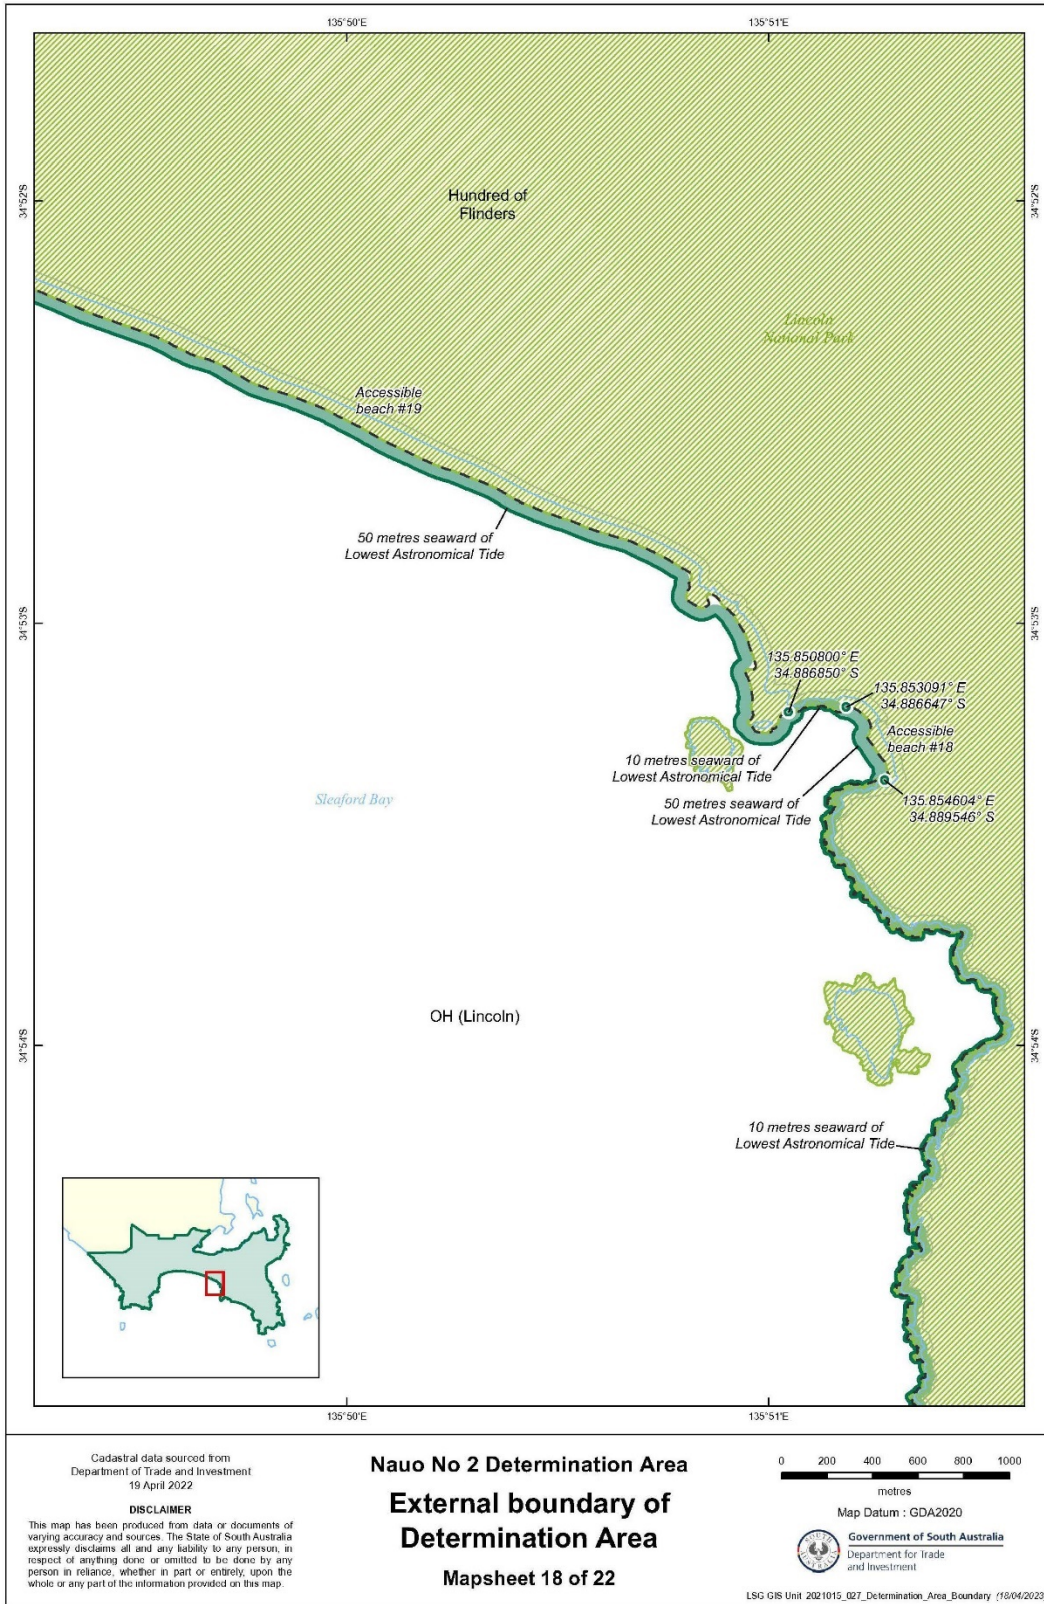 135°50'E
135°51'E
34°52'S
34°52'S
Hundred of
Flinders
Lincoln
National Park
Accessible
beach #19
50 metres seaward of
Lowest Astronomical Tide
34°53'S
34°53'S
135.850800° E
34.886850° S
135.853091° E
34.886647° S
Accessible
beach #18
10 metres seaward of
Lowest Astronomical Tide
50 metres seaward of
Lowest Astronomical Tide
135.854604° E
34.889546° S
Sleaford Bay
OH (Lincoln)
34°54'S
34°54'S
10 metres seaward of
Lowest Astronomical Tide
135°50'E
135°51'E
Cadastral data sourced from
Department of Trade and Investment
19 April 2022
DISCLAIMER
This map has been produced from data or documents of
varying accuracy and sources. The State of South Australia
expressly disclaims all and any liability to any person, in
respect of anything done or omitted to be done by any
person in reliance, whether in part or entirely, upon the
whole or any part of the information provided on this map.
Nauo No 2 Determination Area
External boundary of
Determination Area
Mapsheet 18 of 22
0 200 400 600 800 1000
metres
Map Datum : GDA2020
SOUTH AUSTRALIA
Government of South Australia
Department for Trade
and Investment
LSG GIS Unit 2021015_027_Determination_Area_Boundary (18/04/2023)